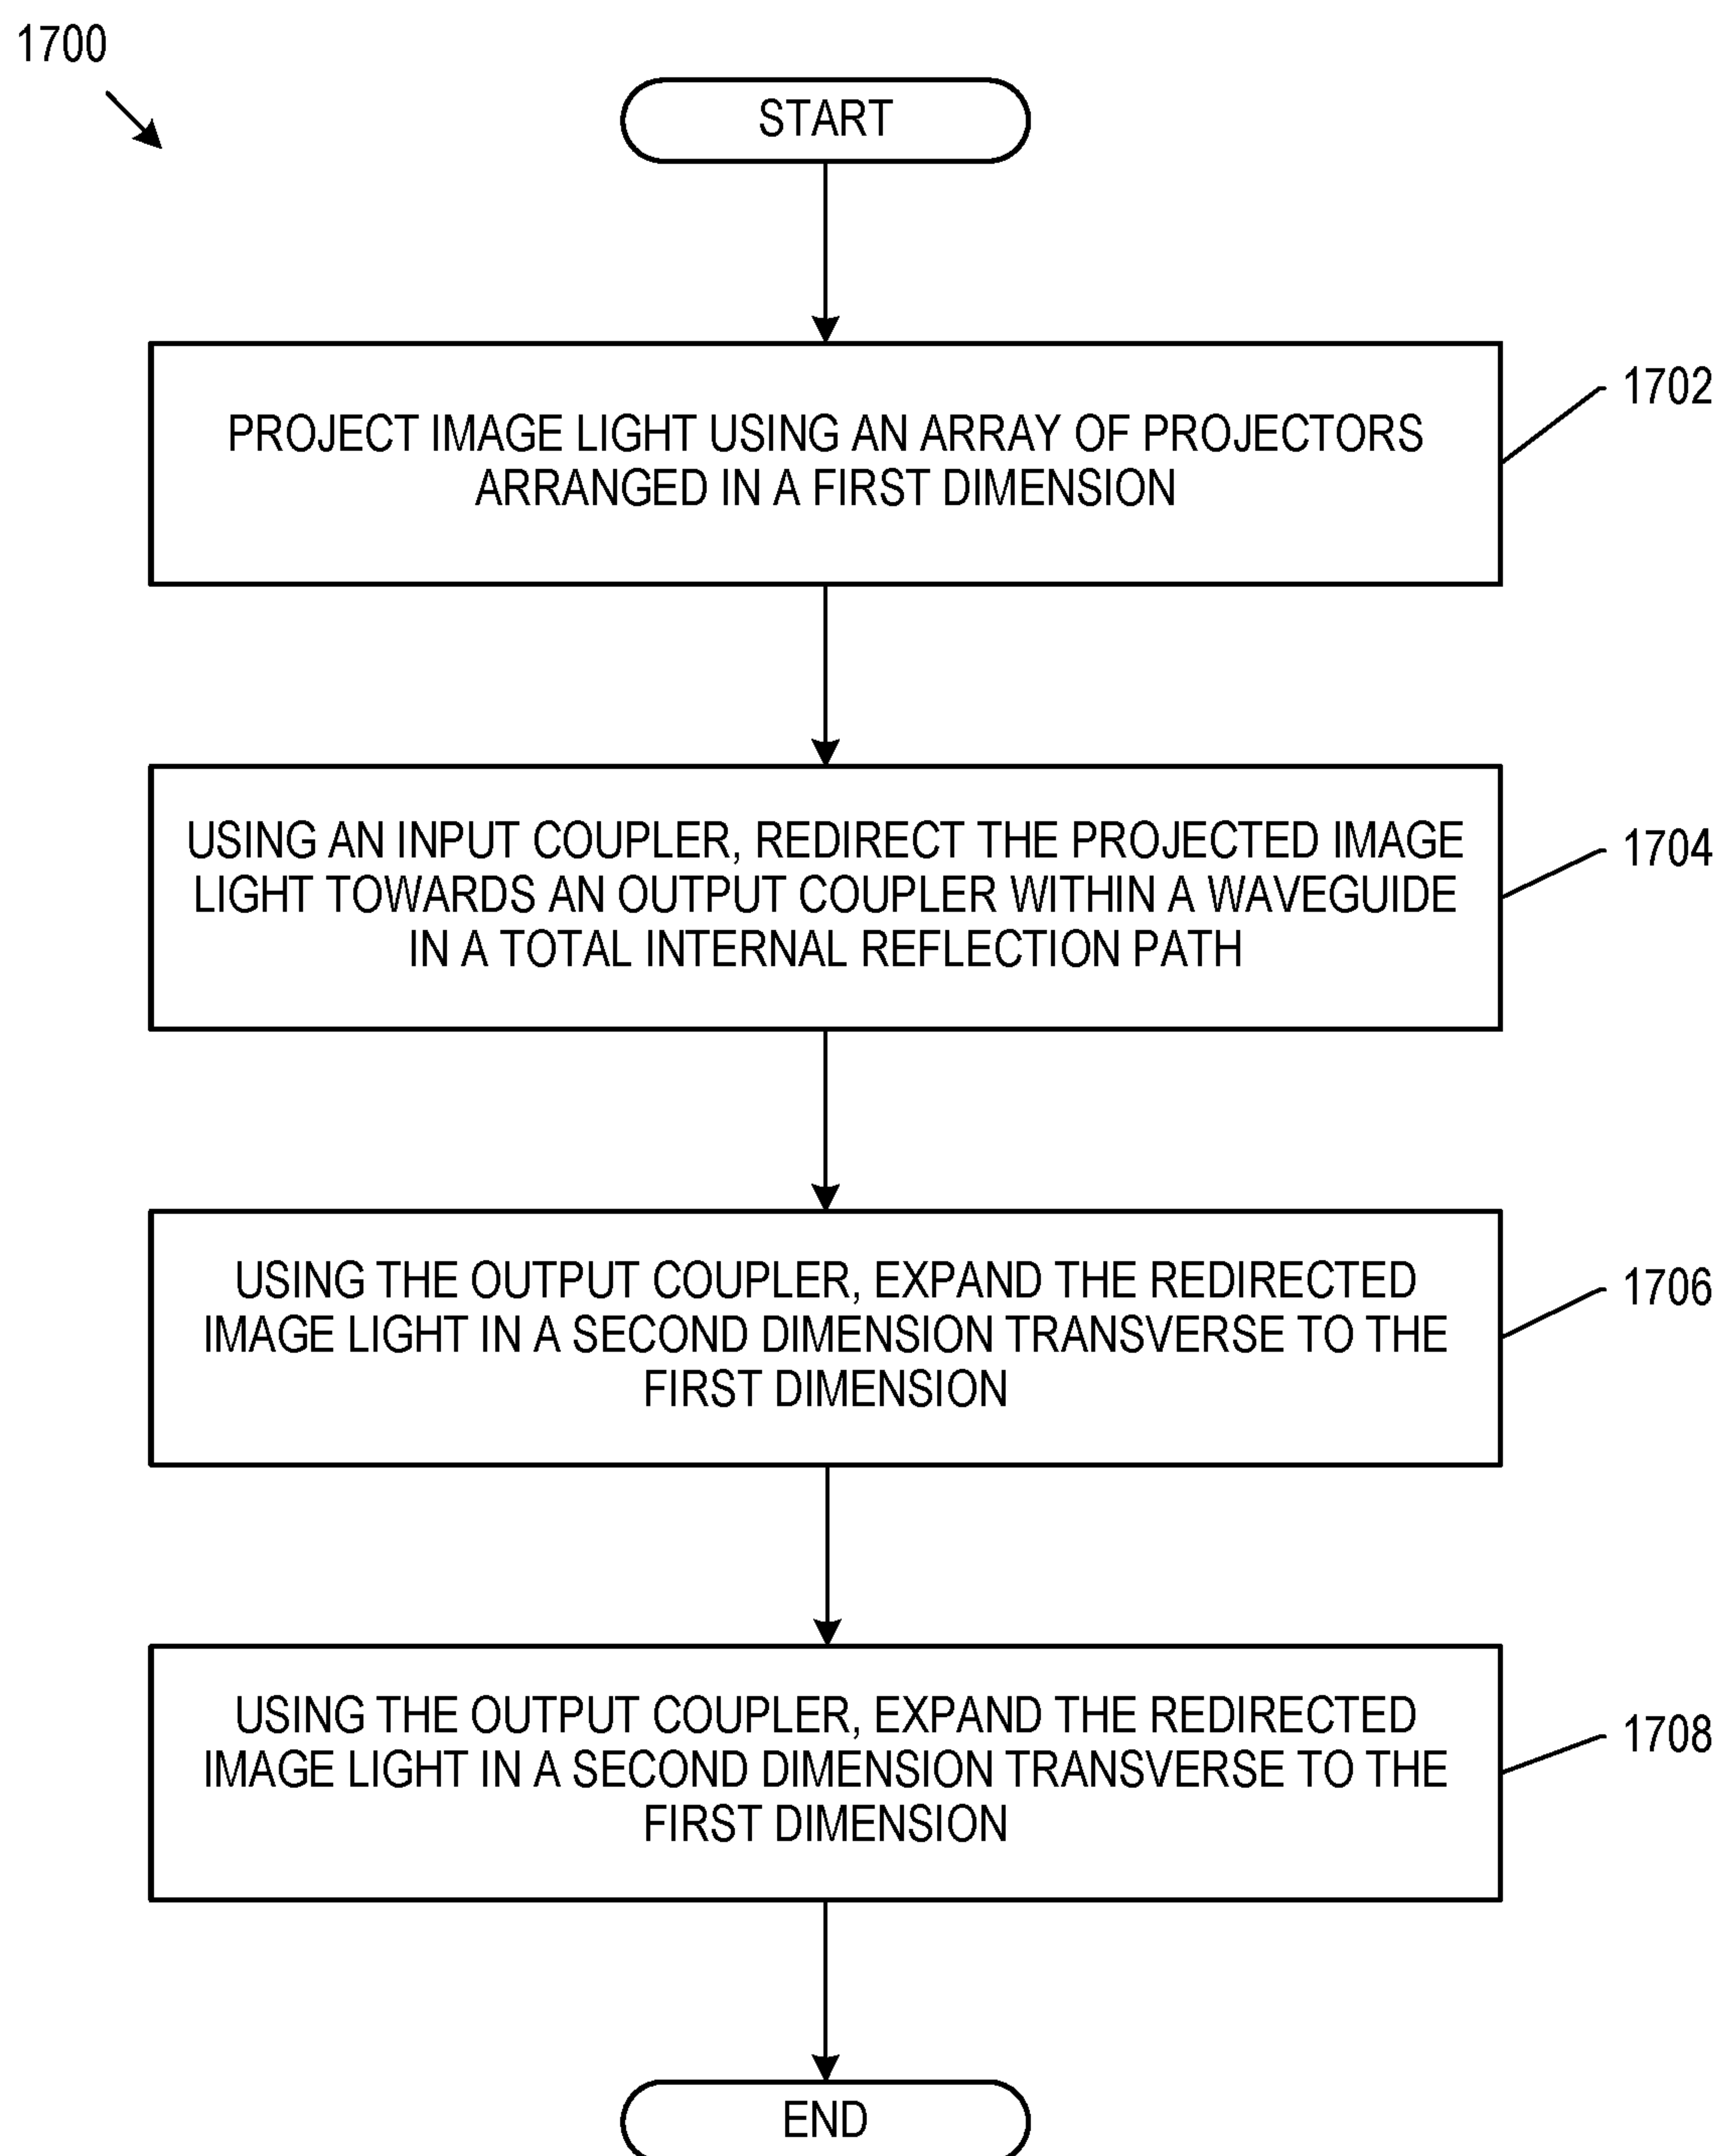 1700
START
PROJECT IMAGE LIGHT USING AN ARRAY OF PROJECTORS
ARRANGED IN A FIRST DIMENSION
1702
USING AN INPUT COUPLER, REDIRECT THE PROJECTED IMAGE
LIGHT TOWARDS AN OUTPUT COUPLER WITHIN A WAVEGUIDE
IN A TOTAL INTERNAL REFLECTION PATH
1704
USING THE OUTPUT COUPLER, EXPAND THE REDIRECTED
IMAGE LIGHT IN A SECOND DIMENSION TRANSVERSE TO THE
FIRST DIMENSION
1706
USING THE OUTPUT COUPLER, EXPAND THE REDIRECTED
IMAGE LIGHT IN A SECOND DIMENSION TRANSVERSE TO THE
FIRST DIMENSION
1708
END